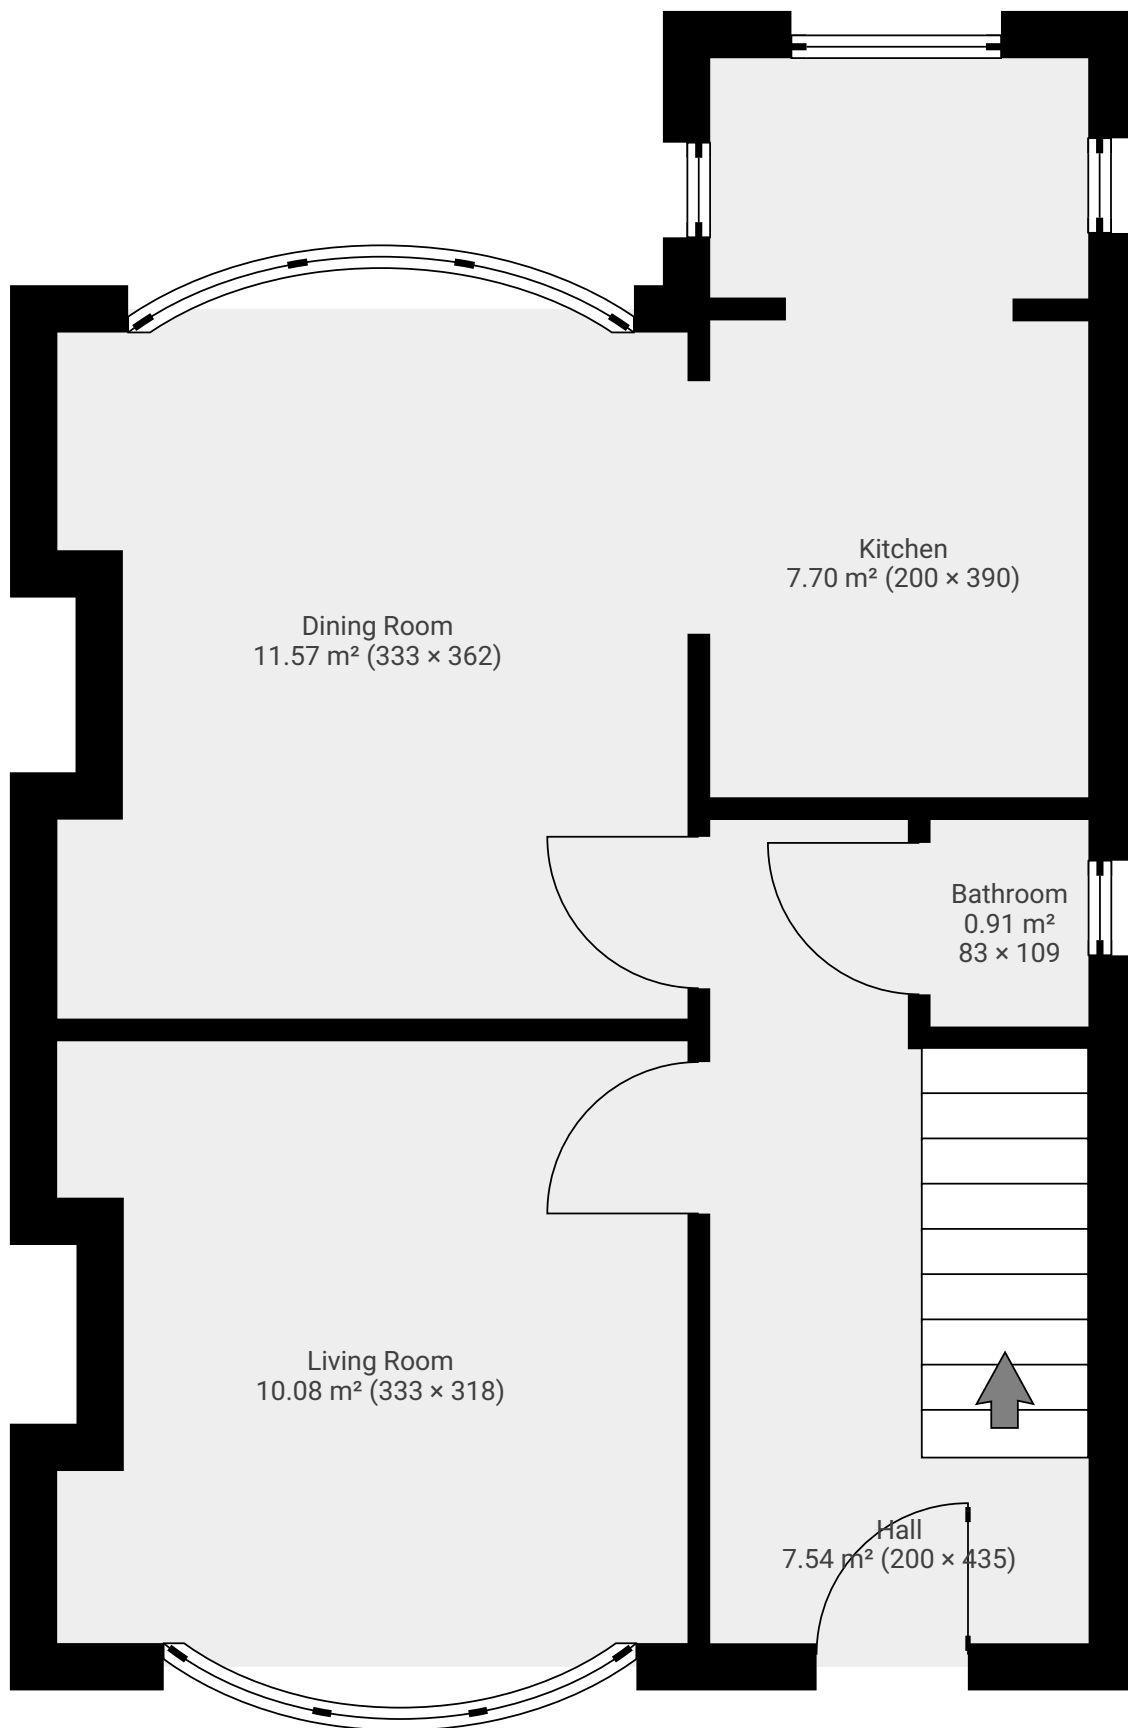 Kitchen
7.70 m² (200 × 390)
Dining Room
11.57 m² (333 × 362)
Bathroom
0.91 m²
83 × 109
Living Room
10.08 m² (333 × 318)
Hall
7.54 m² (200 × 435)